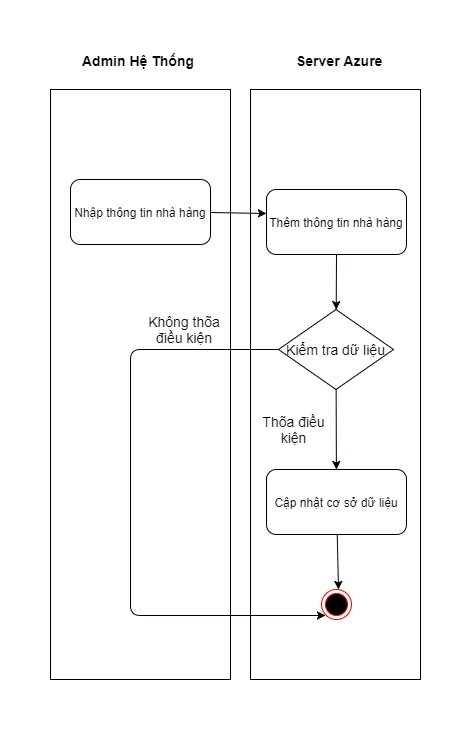 Admin Hệ Thống
Server Azure
Nhập thông tin nhà hàng
Thêm thông tin nhà hàng
Không thõa
điều kiện
Kiểm tra dữ liệu
Thõa điều
kiện
Cập nhật cơ sở dữ liệu